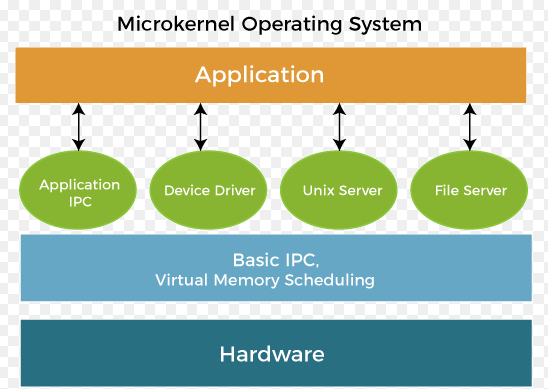 Microkernel Operating System
Application
Application
IPC
Device Driver
Unix Server
File Server
Basic IPC,
Virtual Memory Scheduling
Hardware